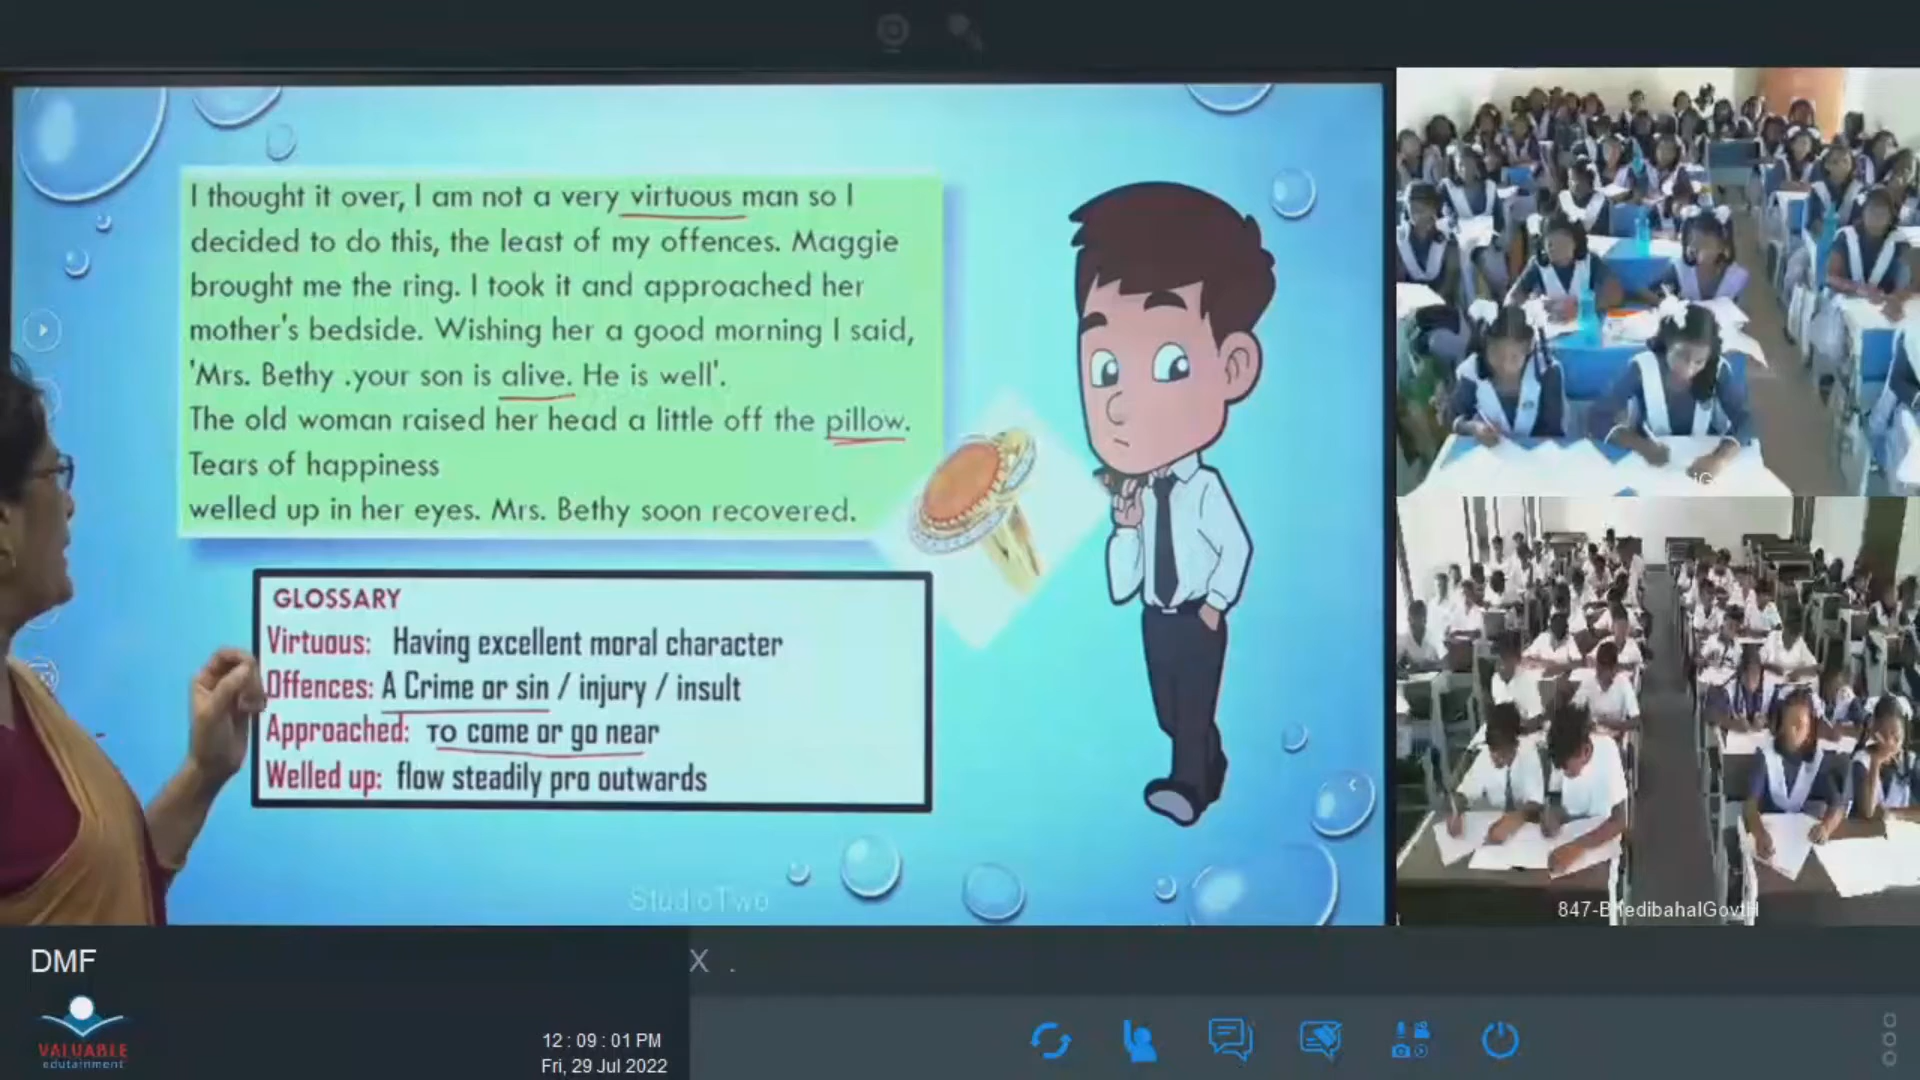 I thought it over, I am not a very virtuous man so I
decided to do this, the least of my offences. Maggie
brought me the ring. I took it and approached her
mother's bedside. Wishing her a good morning I said,
'Mrs. Bethy .your son is alive. He is well'.
The old woman raised her head a little off the pillow.
Tears of happiness
welled up in her eyes. Mrs. Bethy soon recovered.
GLOSSARY
Virtuous: Having excellent moral character
Offences: A Crime or sin / injury / insult
Approached: To come or go near
Welled up: flow steadily pro outwards
StudioTwo
847-BhedibahalGovtH
DMF
X .
VALUABLE
edutainment
12 : 09 : 01 PM
Fri, 29 Jul 2022